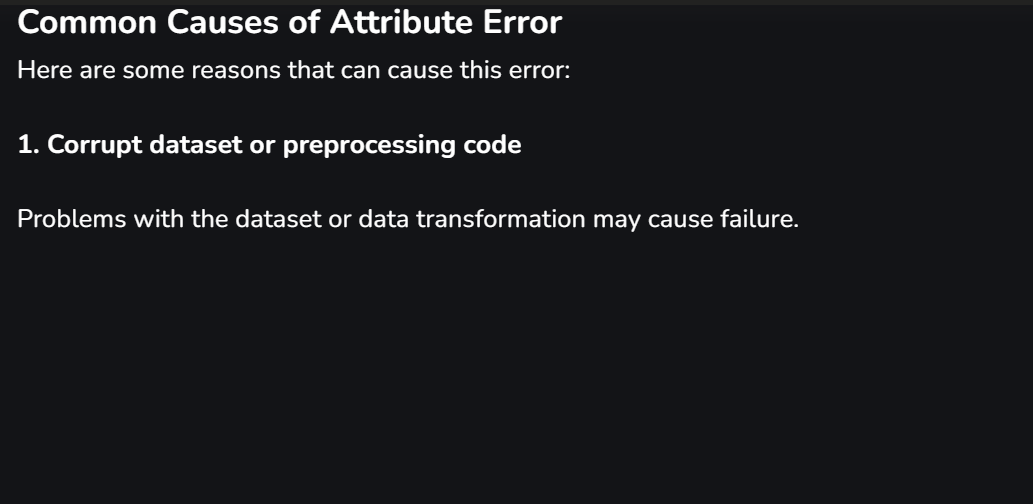 Common Causes of Attribute Error
Here are some reasons that can cause this error:
1. Corrupt dataset or preprocessing code
Problems with the dataset or data transformation may cause failure.